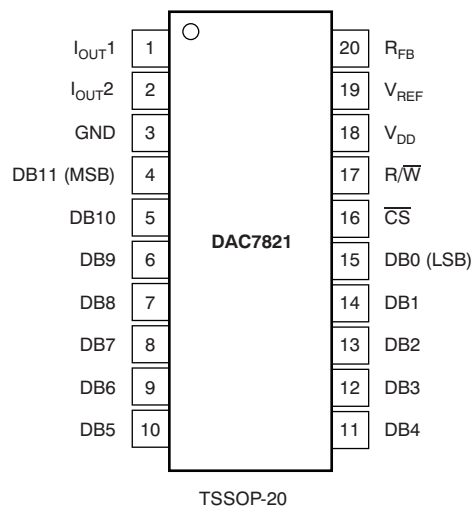 I_OUT1 1 20 R_FB
I_OUT2 2 19 V_REF
GND 3 18 V_DD
DB11 (MSB) 4 17 R/W̅
DB10 5 16 C̅S̅
DAC7821
DB9 6 15 DB0 (LSB)
DB8 7 14 DB1
DB7 8 13 DB2
DB6 9 12 DB3
DB5 10 11 DB4
TSSOP-20